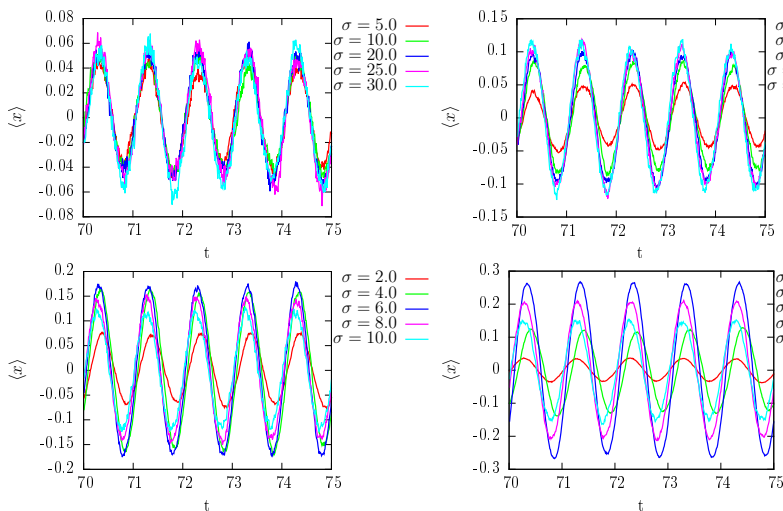 0.08
0.06
0.04
0.02
0
-0.02
-0.04
-0.06
-0.08
⟨x⟩
70 71 72 73 74 75
t
σ = 5.0
σ = 10.0
σ = 20.0
σ = 25.0
σ = 30.0
0.15
0.1
0.05
0
-0.05
-0.1
-0.15
⟨x⟩
70 71 72 73 74 75
t
σ
σ
σ
σ
σ
0.2
0.15
0.1
0.05
0
-0.05
-0.1
-0.15
-0.2
⟨x⟩
70 71 72 73 74 75
t
σ = 2.0
σ = 4.0
σ = 6.0
σ = 8.0
σ = 10.0
0.3
0.2
0.1
0
-0.1
-0.2
-0.3
⟨x⟩
70 71 72 73 74 75
t
σ
σ
σ
σ
σ